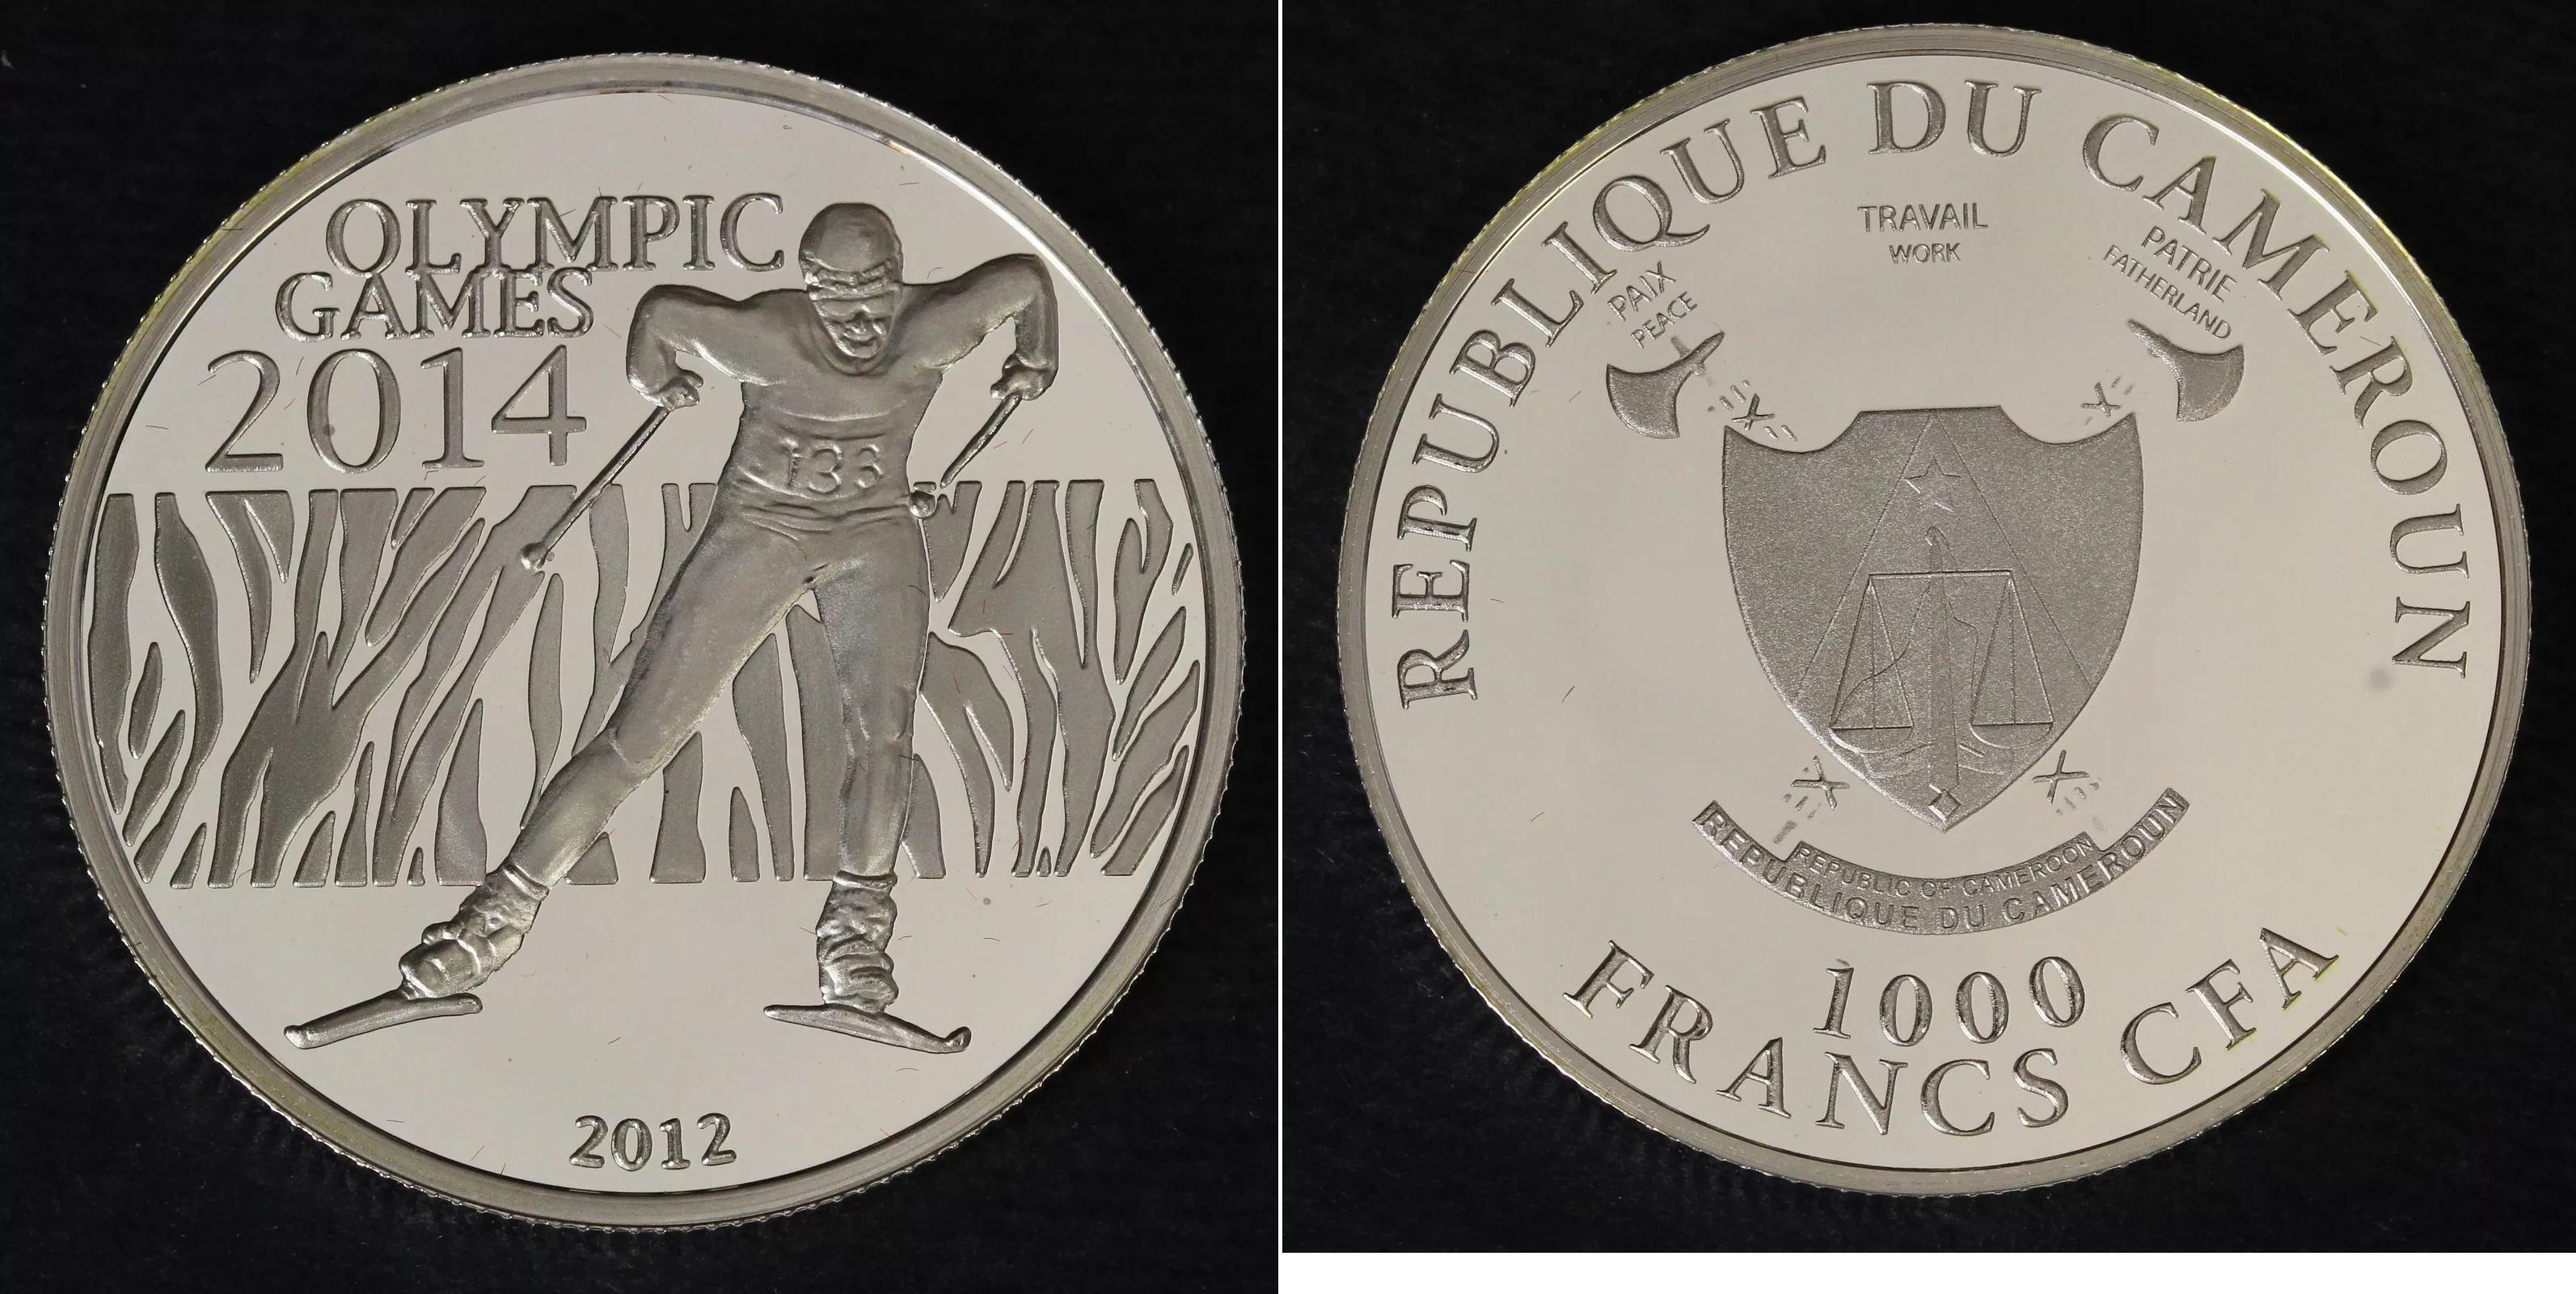 OLYMPIC
GAMES
2014
133
2012
REPUBLIQUE DU CAMEROUN
TRAVAIL
WORK
PAIX
PEACE
PATRIE
FATHERLAND
REPUBLIC OF CAMEROON
REPUBLIQUE DU CAMEROUN
1000
FRANCS CFA